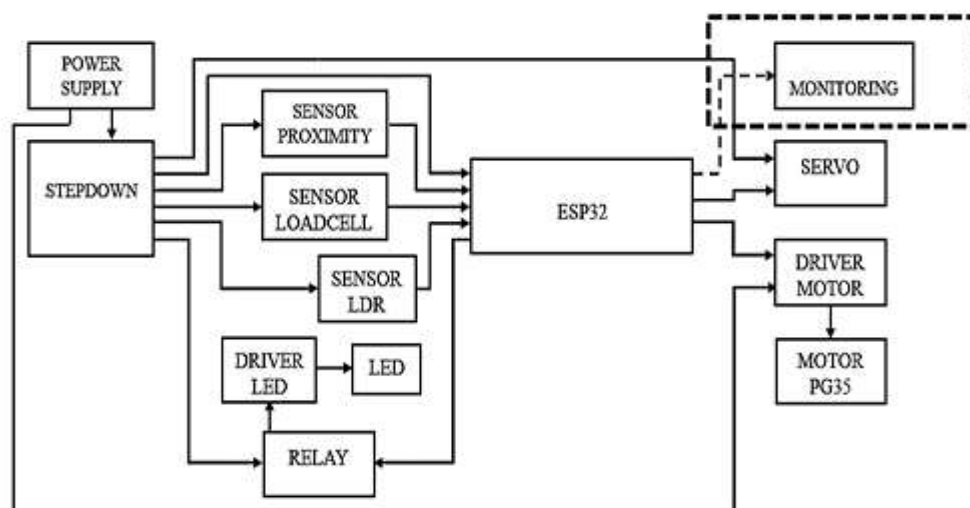 POWER
SUPPLY
STEPDOWN
SENSOR
PROXIMITY
SENSOR
LOADCELL
SENSOR
LDR
DRIVER
LED
LED
RELAY
ESP32
MONITORING
SERVO
DRIVER
MOTOR
MOTOR
PG35